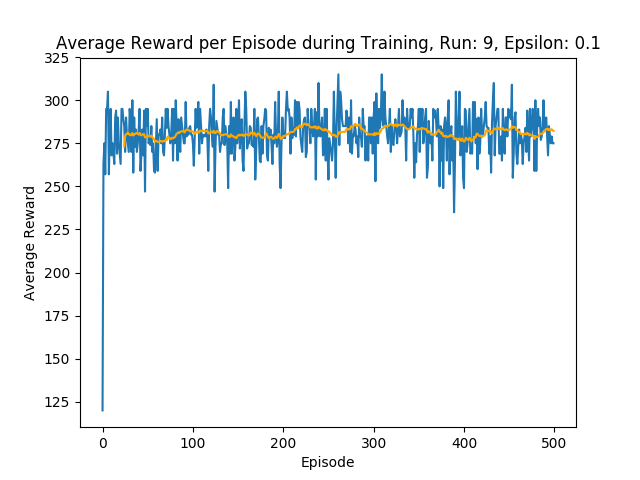 Average Reward per Episode during Training, Run: 9, Epsilon: 0.1
325
300
275
250
225
200
175
150
125
Average Reward
0 100 200 300 400 500
Episode